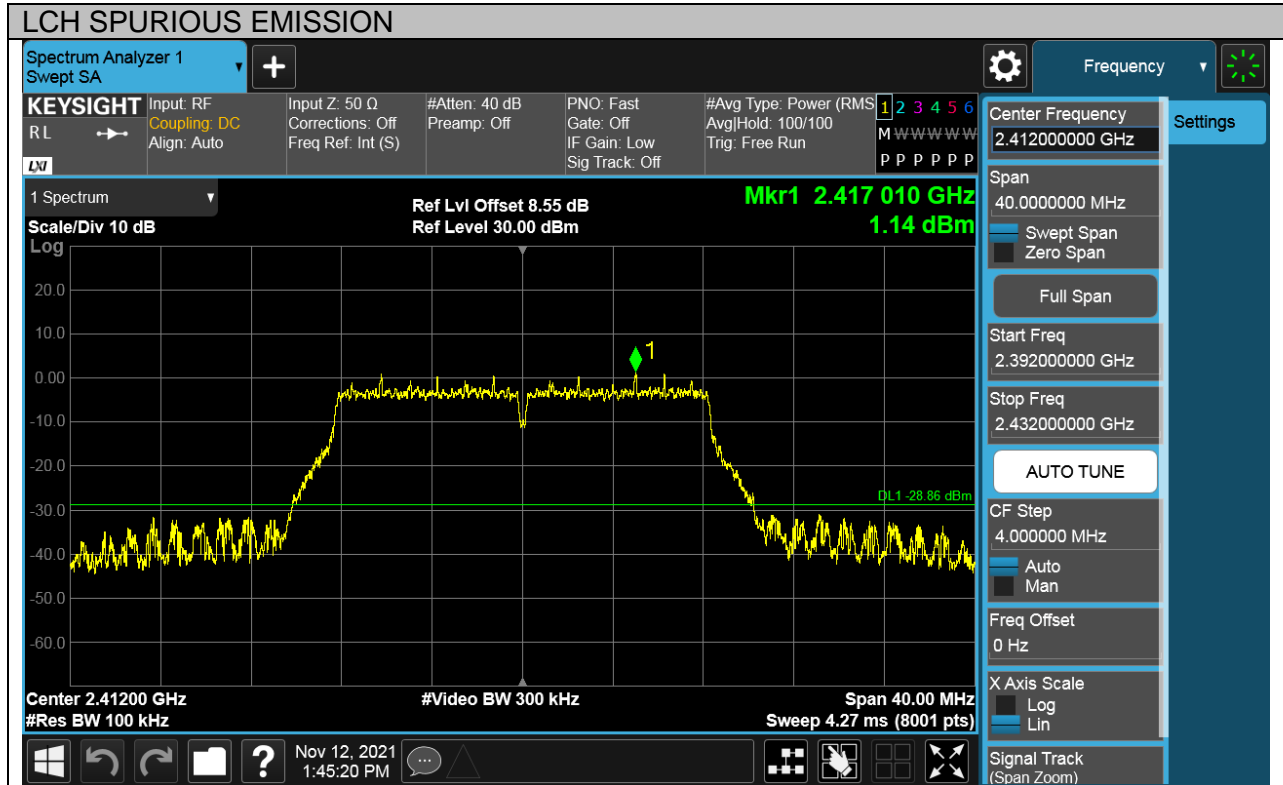 LCH SPURIOUS EMISSION
Spectrum Analyzer 1
Swept SA
+
Frequency
KEYSIGHT
R L
LXI
Input: RF
Coupling: DC
Align: Auto
Input Z: 50 Ω
Corrections: Off
Freq Ref: Int (S)
#Atten: 40 dB
Preamp: Off
PNO: Fast
Gate: Off
IF Gain: Low
Sig Track: Off
#Avg Type: Power (RMS
Avg|Hold: 100/100
Trig: Free Run
1 2 3 4 5 6
M W W W W W
P P P P P P
1 Spectrum
Scale/Div 10 dB
Log
Ref Lvl Offset 8.55 dB
Ref Level 30.00 dBm
Mkr1 2.417 010 GHz
1.14 dBm
20.0
10.0
0.00
-10.0
-20.0
-30.0
-40.0
-50.0
-60.0
1
DL1 -28.86 dBm
Center 2.41200 GHz
#Res BW 100 kHz
#Video BW 300 kHz
Span 40.00 MHz
Sweep 4.27 ms (8001 pts)
Center Frequency
2.412000000 GHz
Settings
Span
40.0000000 MHz
Swept Span
Zero Span
Full Span
Start Freq
2.392000000 GHz
Stop Freq
2.432000000 GHz
AUTO TUNE
CF Step
4.000000 MHz
Auto
Man
Freq Offset
0 Hz
X Axis Scale
Log
Lin
Signal Track
(Span Zoom)
?
Nov 12, 2021
1:45:20 PM